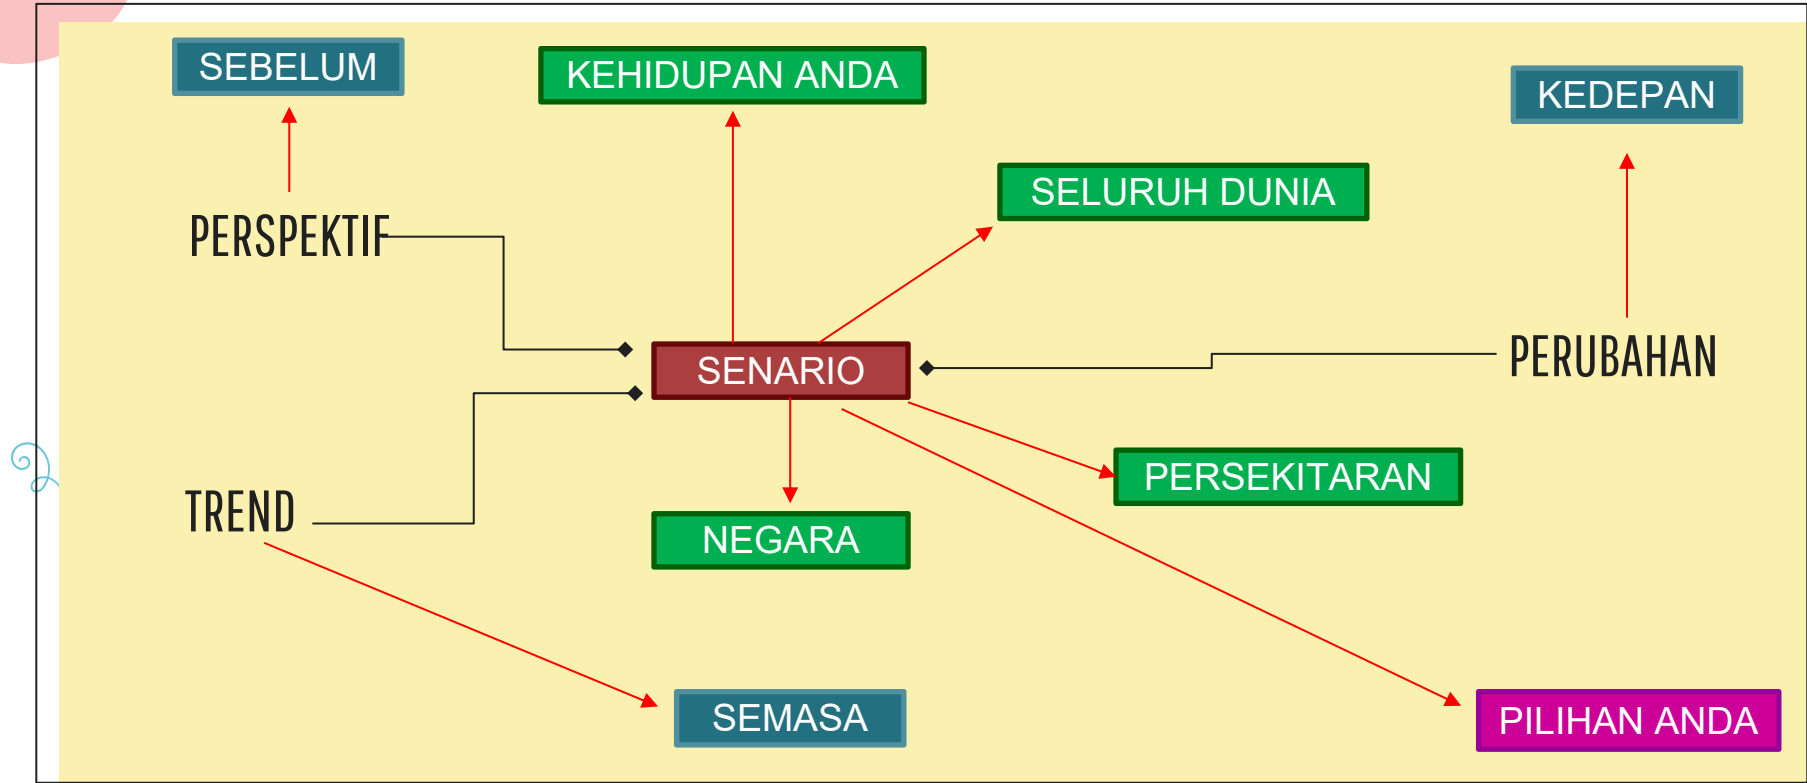 SEBELUM
KEHIDUPAN ANDA
KEDEPAN
SELURUH DUNIA
PERSPEKTIF
SENARIO
PERUBAHAN
PERSEKITARAN
TREND
NEGARA
SEMASA
PILIHAN ANDA